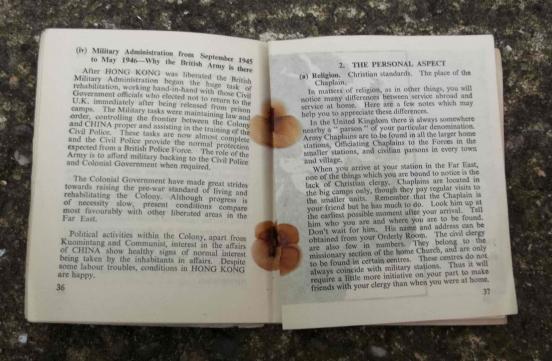 (iv) Military Administration from September 1945
to May 1946—Why the British Army is there
After HONG KONG was liberated the British
Military Administration began the huge task of
rehabilitation, working hand-in-hand with those Civil
Government officials who elected not to return to the
U.K. immediately after being released from prison
camps. The Military tasks were maintaining law and
order, controlling the frontier between the Colony
and CHINA proper and assisting in the training of the
Civil Police. These tasks are now almost complete
and the Civil Police provide the normal protection
expected from a British Police Force. The role of the
Army is to afford military backing to the Civil Police
and Colonial Government when required.
The Colonial Government have made great strides
towards raising the pre-war standard of living and
rehabilitating the Colony. Although progress is
of necessity slow, present conditions compare
most favourably with other liberated areas in the
Far East.
Political activities within the Colony, apart from
Kuomintang and Communist, interest in the affairs
of CHINA show healthy signs of normal interest
being taken by the inhabitants in affairs. Despite
some labour troubles, conditions in HONG KONG
are happy.
36
2. THE PERSONAL ASPECT
(a) Religion. Christian standards. The place of the
Chaplain.
In matters of religion, as in other things, you will
notice many differences between service abroad and
service at home. Here are a few notes which may
help you to appreciate these differences.
In the United Kingdom there is always somewhere
nearby a "parson" of your particular denomination.
Army Chaplains are to be found in all the larger home
stations, Officiating Chaplains to the Forces in the
smaller stations, and civilian parsons in every town
and village.
When you arrive at your station in the Far East,
one of the things you are bound to notice is the
lack of Christian clergy. Chaplains are located in
the big camps only, though they pay regular visits to
the smaller units. Remember that the Chaplain is
your friend but he has much to do. Look him up at
the earliest possible moment after your arrival. Tell
him who you are and where you are to be found.
Don't wait for him. His name and address can be
obtained from your Orderly Room. The civil clergy
are also few in numbers. They belong to the
missionary section of the home Church, and are only
to be found in certain centres. These centres do not
always coincide with military stations. Thus it will
require a little more initiative on your part to make
friends with your clergy than when you were at home.
37